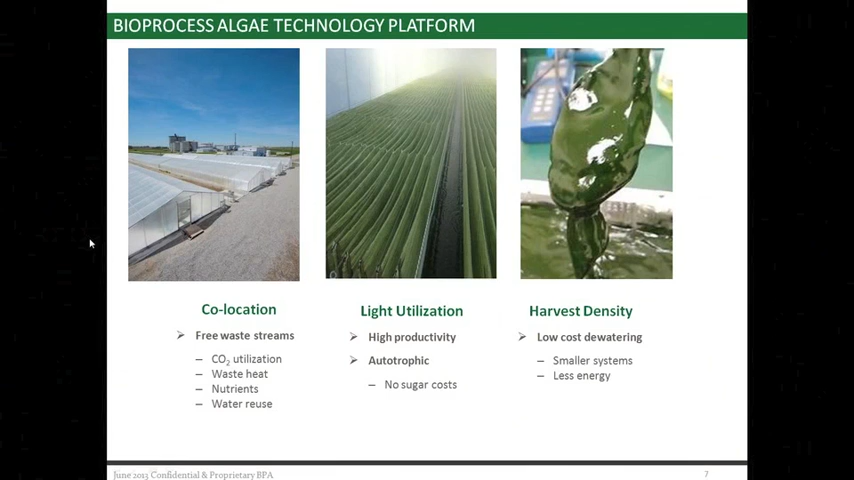 BIOPROCESS ALGAE TECHNOLOGY PLATFORM
Co-location
Free waste streams
– CO₂ utilization
– Waste heat
– Nutrients
– Water reuse
Light Utilization
High productivity
Autotrophic
– No sugar costs
Harvest Density
Low cost dewatering
– Smaller systems
– Less energy
June 2013 Confidential & Proprietary BPA
7